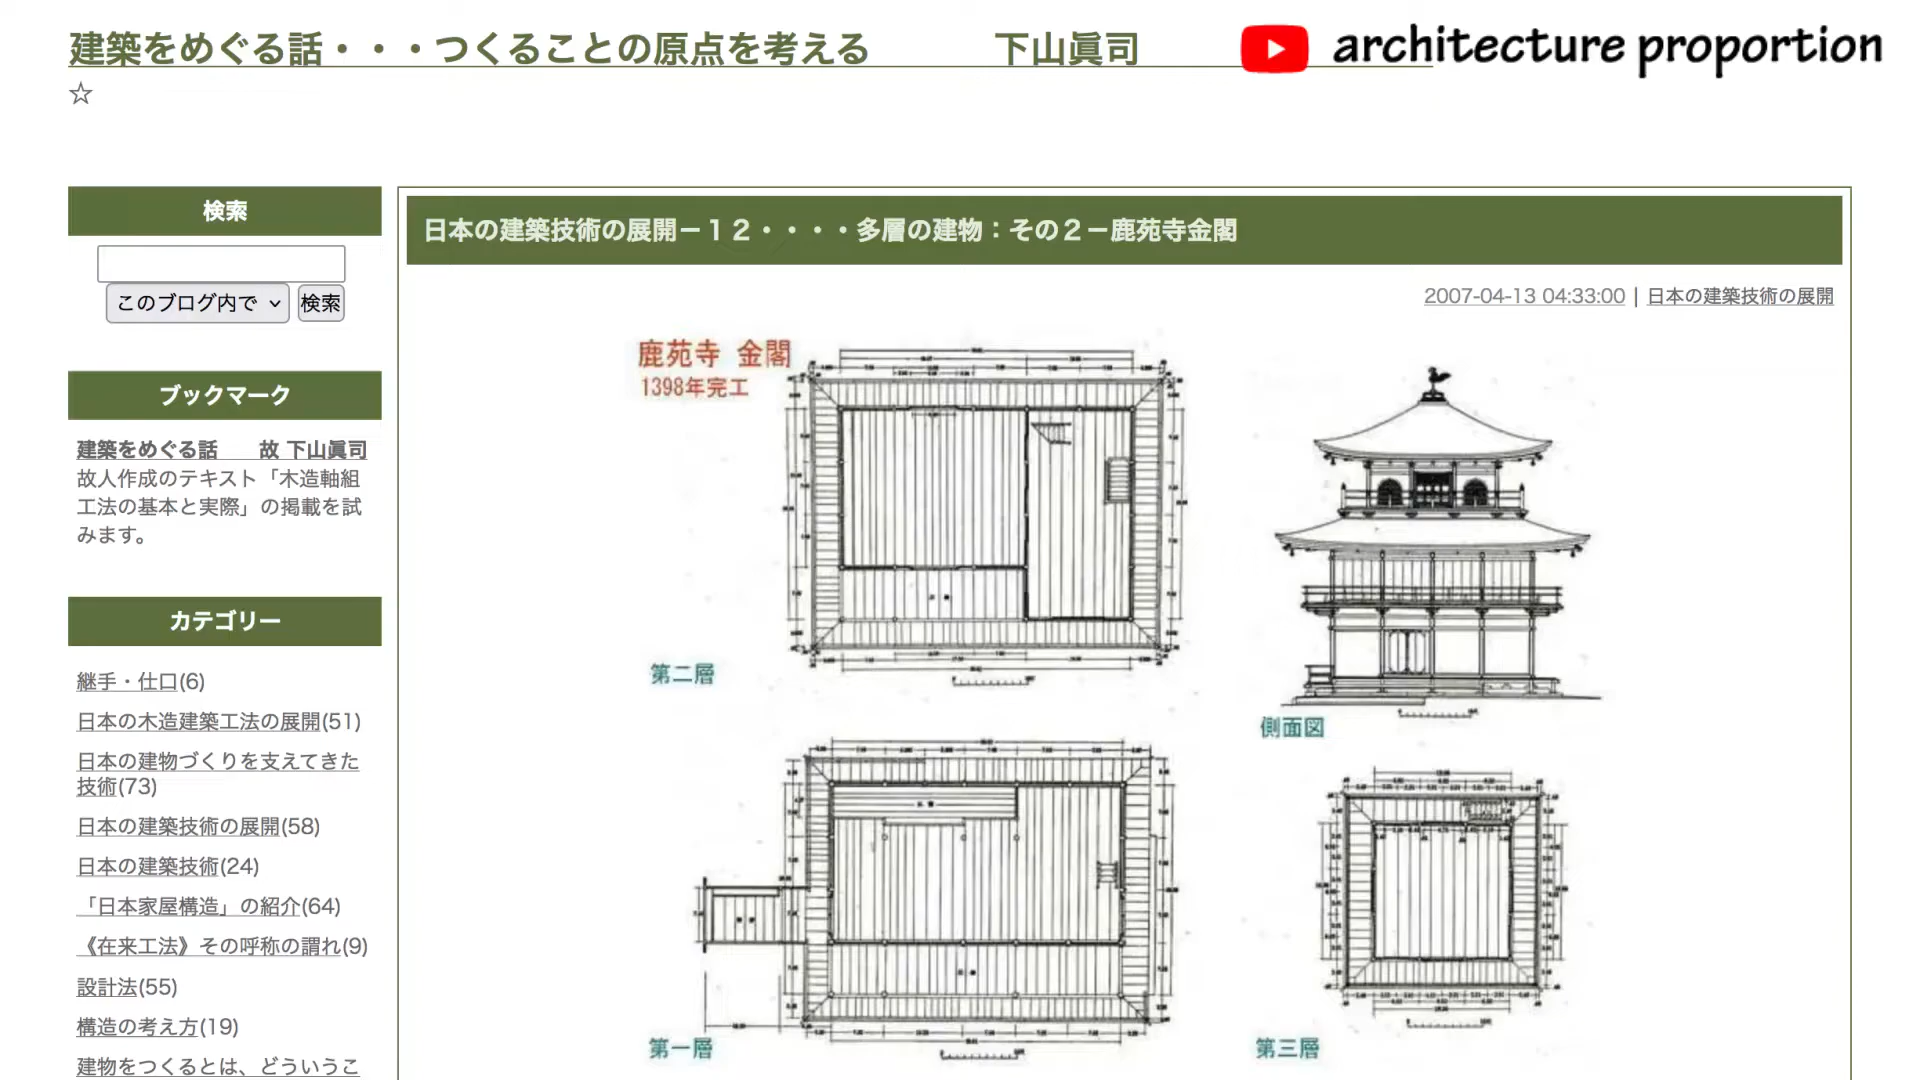 建築をめぐる話・・・つくることの原点を考える　　　下山眞司
architecture proportion
☆
検索
このブログ内で
検索
ブックマーク
建築をめぐる話　　故 下山眞司
故人作成のテキスト「木造軸組
工法の基本と実際」の掲載を試
みます。
カテゴリー
継手・仕口(6)
日本の木造建築工法の展開(51)
日本の建物づくりを支えてきた
技術(73)
日本の建築技術の展開(58)
日本の建築技術(24)
「日本家屋構造」の紹介(64)
《在来工法》その呼称の謂れ(9)
設計法(55)
構造の考え方(19)
建物をつくるとは、どういうこ
日本の建築技術の展開－１２・・・・多層の建物：その２－鹿苑寺金閣
2007-04-13 04:33:00 | 日本の建築技術の展開
鹿苑寺 金閣
1398年完工
第二層
側面図
第一層
第三層